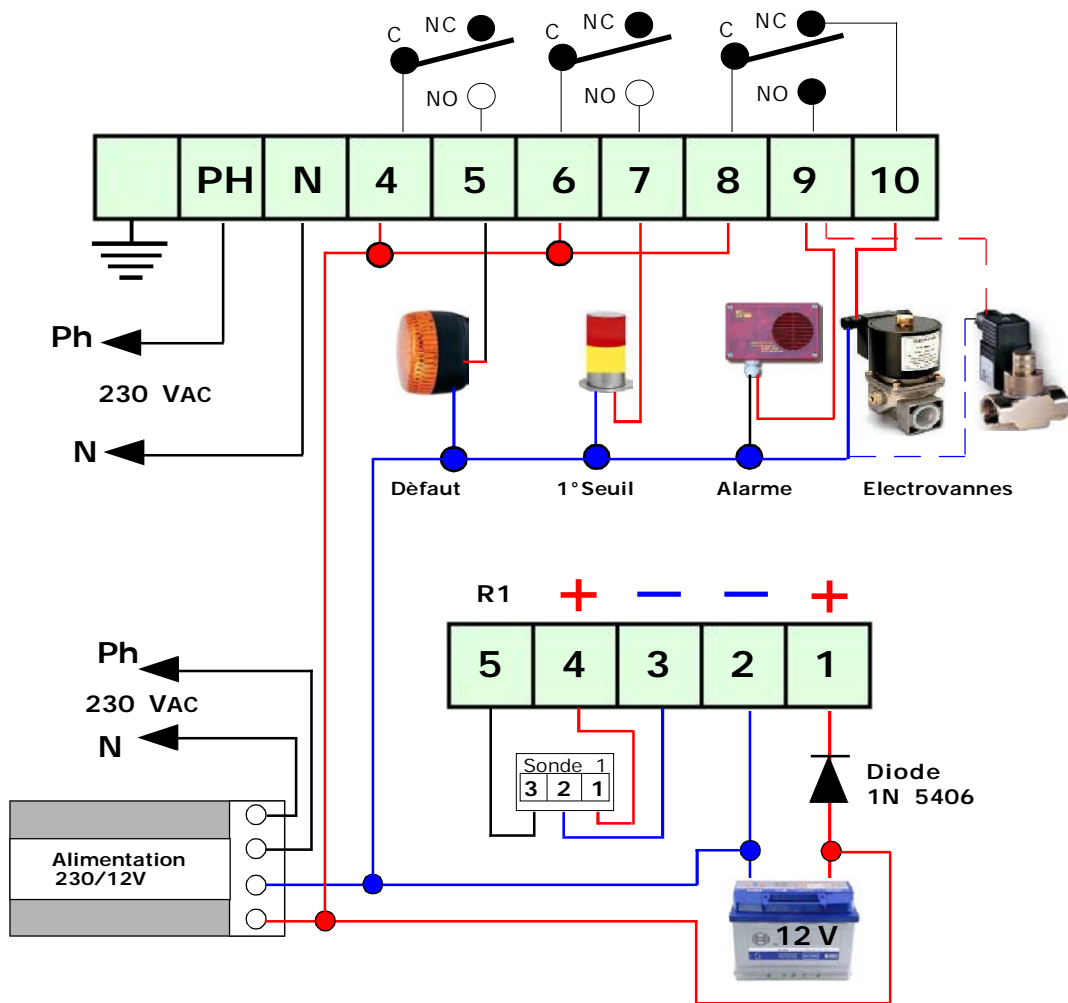 C NC C NC C NC
NO NO NO
PH N 4 5 6 7 8 9 10
Ph
230 VAC
N
Dèfaut 1°Seuil Alarme Electrovannes
R1 + — — +
5 4 3 2 1
Ph
230 VAC
N
Sonde 1
3 2 1
Diode
1N 5406
Alimentation
230/12V
12 V